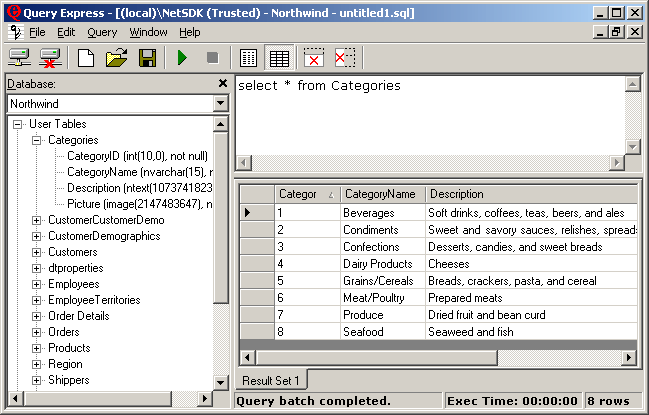 Query Express - [(local)\NetSDK (Trusted) - Northwind - untitled1.sql]
File Edit Query Window Help
Database:
Northwind
User Tables
Categories
CategoryID (int(10,0), not null)
CategoryName (nvarchar(15), n
Description (ntext(1073741823
Picture (image(2147483647), n
CustomerCustomerDemo
CustomerDemographics
Customers
dtproperties
Employees
EmployeeTerritories
Order Details
Orders
Products
Region
Shippers
select * from Categories
Categor CategoryName Description
1 Beverages Soft drinks, coffees, teas, beers, and ales
2 Condiments Sweet and savory sauces, relishes, spreads
3 Confections Desserts, candies, and sweet breads
4 Dairy Products Cheeses
5 Grains/Cereals Breads, crackers, pasta, and cereal
6 Meat/Poultry Prepared meats
7 Produce Dried fruit and bean curd
8 Seafood Seaweed and fish
Result Set 1
Query batch completed. Exec Time: 00:00:00 8 rows